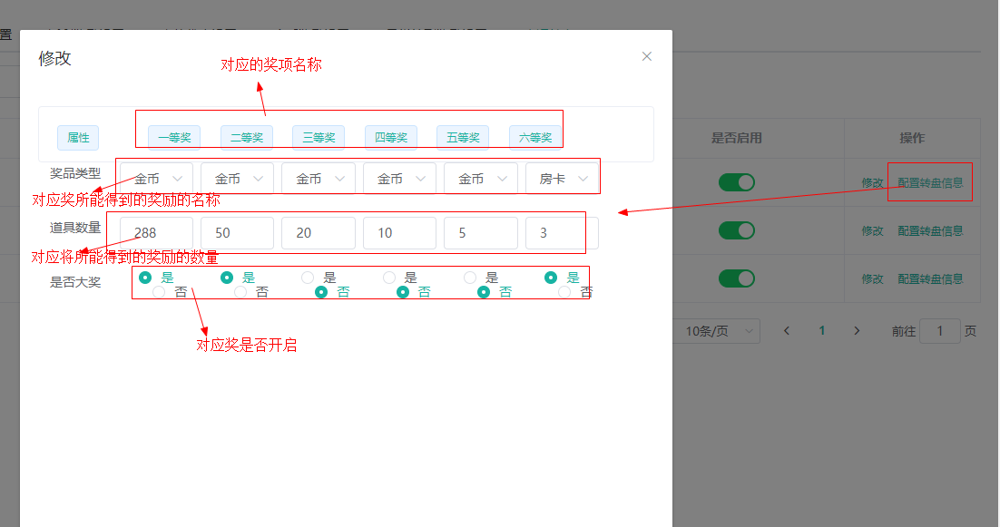 置
修改
对应的奖项名称
属性 一等奖 二等奖 三等奖 四等奖 五等奖 六等奖
是否启用 操作
奖品类型 金币 金币 金币 金币 金币 房卡
修改 配置转盘信息
对应奖所能得到的奖励的名称
道具数量 288 50 20 10 5 3
修改 配置转盘信息
对应将所能得到的奖励的数量
是否大奖 是 是 是 是 是 是
否 否 否 否 否 否
修改 配置转盘信息
10条/页 1 前往 1 页
对应奖是否开启